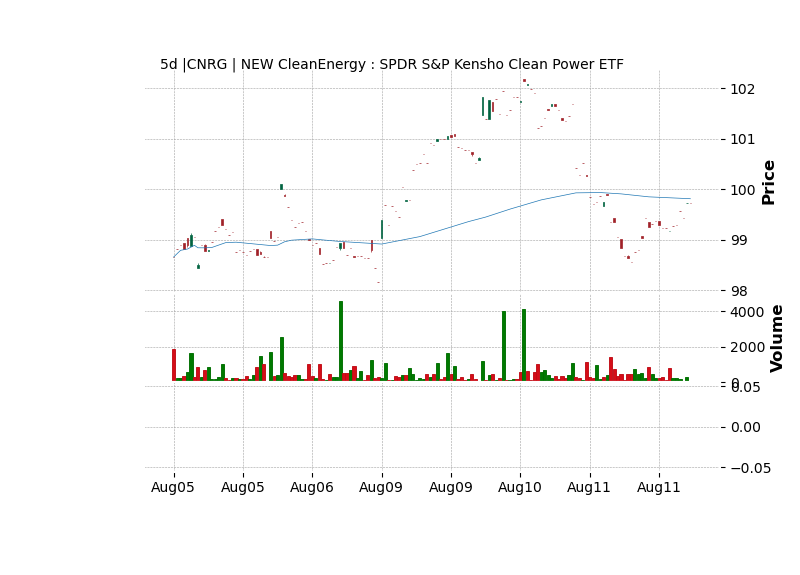 5d |CNRG | NEW CleanEnergy : SPDR S&P Kensho Clean Power ETF
102
101
100
99
98
Price
4000
2000
0
Volume
0.05
0.00
−0.05
Aug05 Aug05 Aug06 Aug09 Aug09 Aug10 Aug11 Aug11